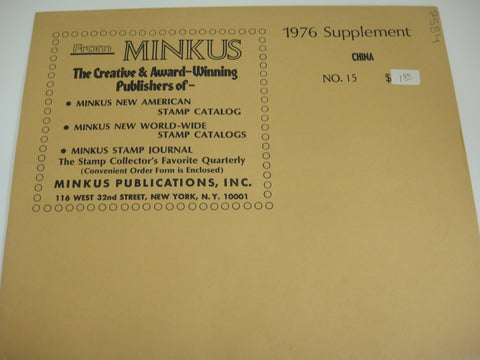 From MINKUS
The Creative & Award-Winning
Publishers of-
• MINKUS NEW AMERICAN
STAMP CATALOG
• MINKUS NEW WORLD-WIDE
STAMP CATALOGS
• MINKUS STAMP JOURNAL
The Stamp Collector's Favorite Quarterly
(Convenient Order Form is Enclosed)
MINKUS PUBLICATIONS, INC.
116 WEST 32nd STREET, NEW YORK, N.Y. 10001
1976 Supplement
CHINA
NO. 15 $ 1.50